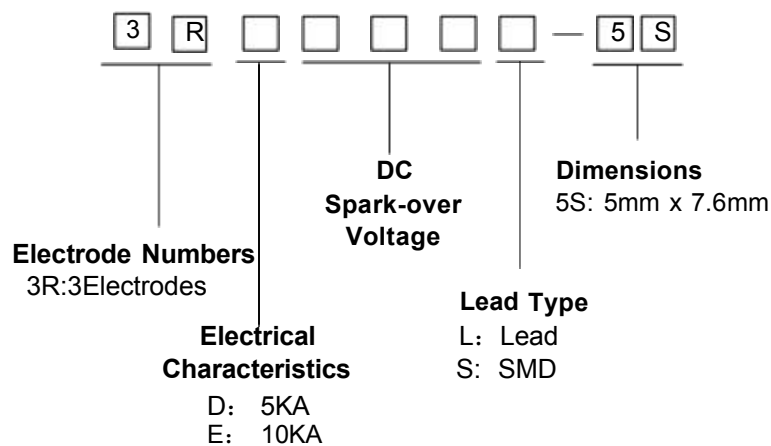 3 R □ □ □ □ □ — 5 S
DC
Spark-over
Voltage
Dimensions
5S: 5mm x 7.6mm
Electrode Numbers
3R:3Electrodes
Lead Type
L： Lead
S: SMD
Electrical
Characteristics
D： 5KA
E： 10KA